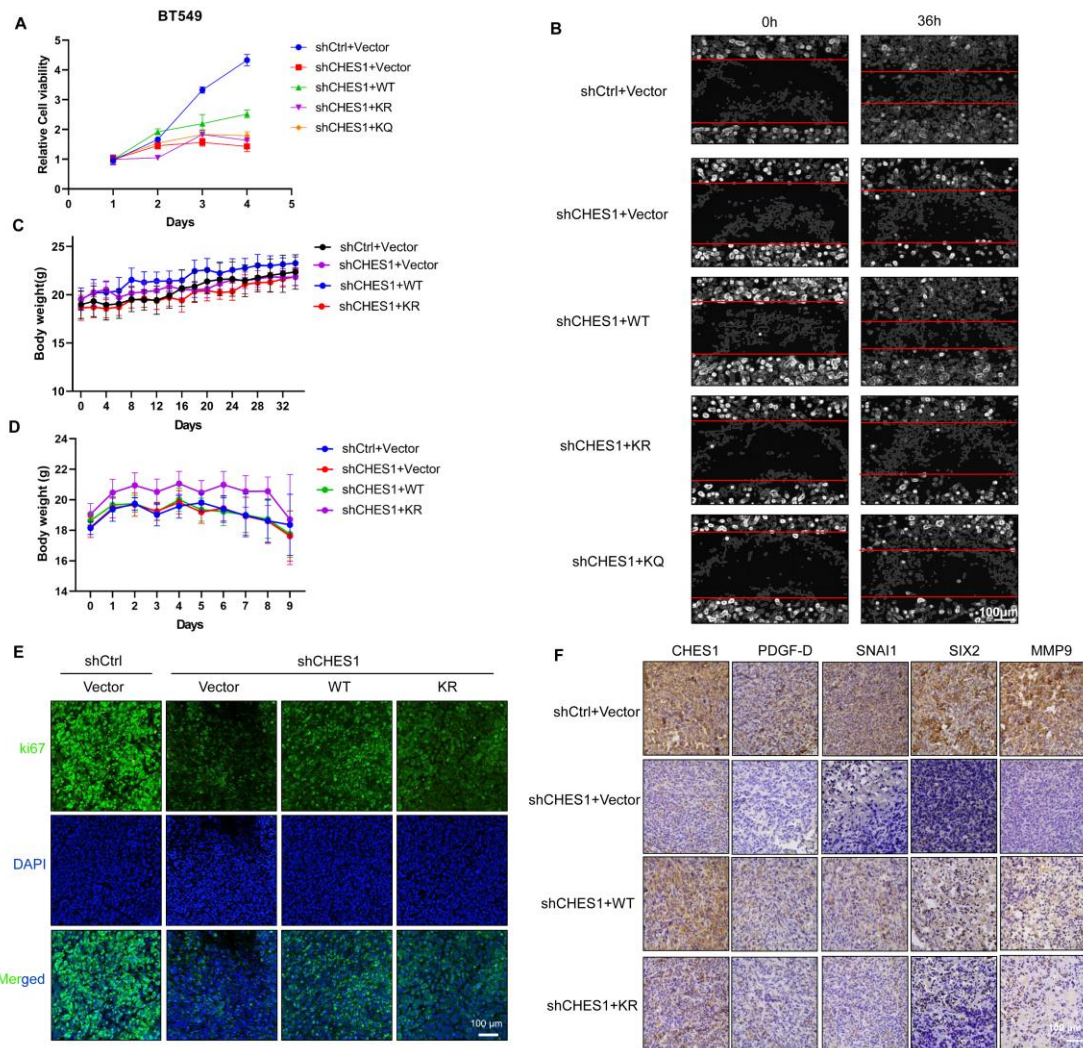 A
BT549
Relative Cell viability
5
4
3
2
1
0
0 1 2 3 4 5
Days
shCtrl+Vector
shCHES1+Vector
shCHES1+WT
shCHES1+KR
shCHES1+KQ
B
0h 36h
shCtrl+Vector
shCHES1+Vector
shCHES1+WT
shCHES1+KR
shCHES1+KQ
100μm
C
Body weight(g)
25
20
15
10
0 4 8 12 16 20 24 28 32
Days
shCtrl+Vector
shCHES1+Vector
shCHES1+WT
shCHES1+KR
D
Body weight (g)
24
22
20
18
16
14
0 1 2 3 4 5 6 7 8 9
Days
shCtrl+Vector
shCHES1+Vector
shCHES1+WT
shCHES1+KR
E
shCtrl shCHES1
Vector Vector WT KR
ki67
DAPI
Merged
100 μm
F
CHES1 PDGF-D SNAI1 SIX2 MMP9
shCtrl+Vector
shCHES1+Vector
shCHES1+WT
shCHES1+KR
100 μm